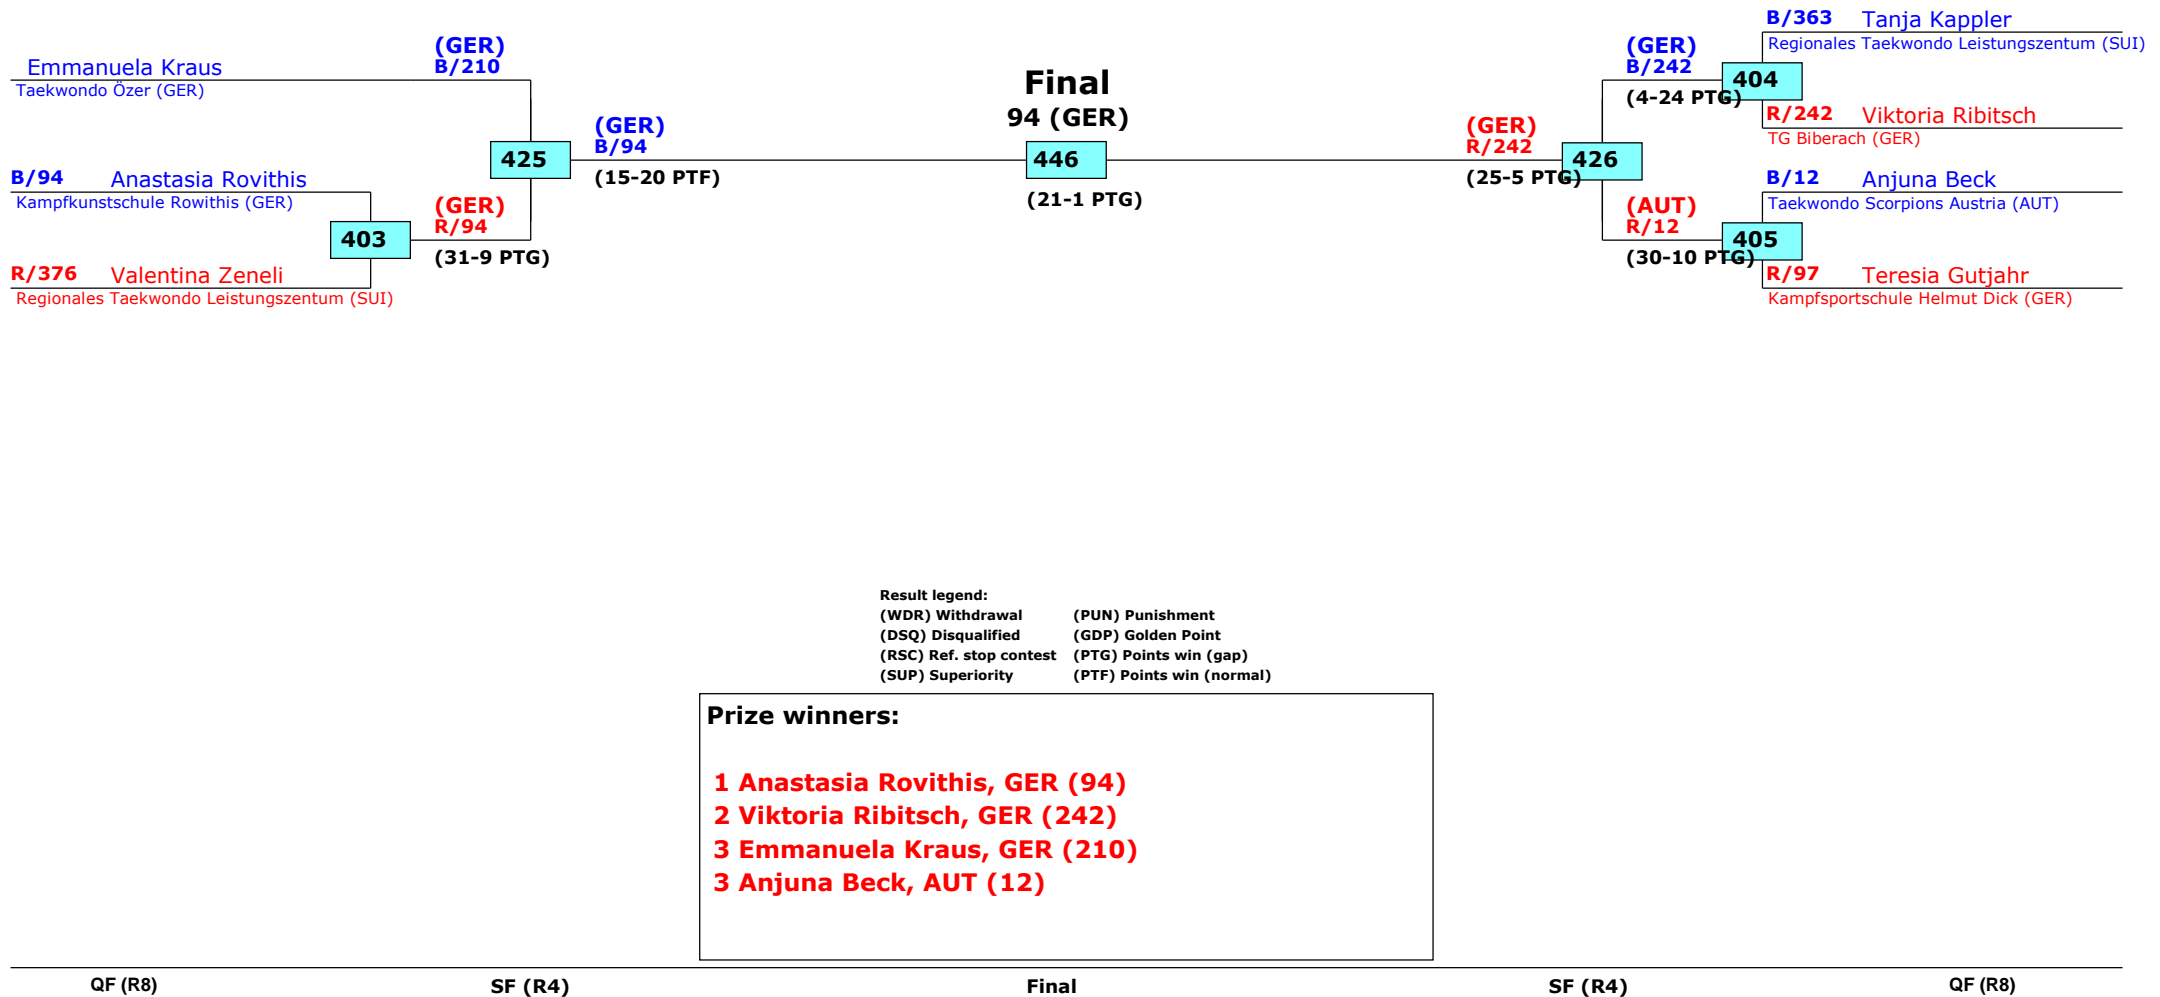 (GER)
B/210
Emmanuela Kraus
Taekwondo Özer (GER)
425
(GER)
B/94
(15-20 PTF)
B/94 Anastasia Rovithis
Kampfkunstschule Rowithis (GER)
403
(GER)
R/94
(31-9 PTG)
R/376 Valentina Zeneli
Regionales Taekwondo Leistungszentum (SUI)
Final
94 (GER)
446
(21-1 PTG)
(GER)
R/242
(25-5 PTG)
426
(GER)
B/242
(4-24 PTG)
404
B/363 Tanja Kappler
Regionales Taekwondo Leistungszentum (SUI)
R/242 Viktoria Ribitsch
TG Biberach (GER)
(AUT)
R/12
(30-10 PTG)
405
B/12 Anjuna Beck
Taekwondo Scorpions Austria (AUT)
R/97 Teresia Gutjahr
Kampfsportschule Helmut Dick (GER)
Result legend:
(WDR) Withdrawal (PUN) Punishment
(DSQ) Disqualified (GDP) Golden Point
(RSC) Ref. stop contest (PTG) Points win (gap)
(SUP) Superiority (PTF) Points win (normal)
Prize winners:
1 Anastasia Rovithis, GER (94)
2 Viktoria Ribitsch, GER (242)
3 Emmanuela Kraus, GER (210)
3 Anjuna Beck, AUT (12)
QF (R8) SF (R4) Final SF (R4) QF (R8)